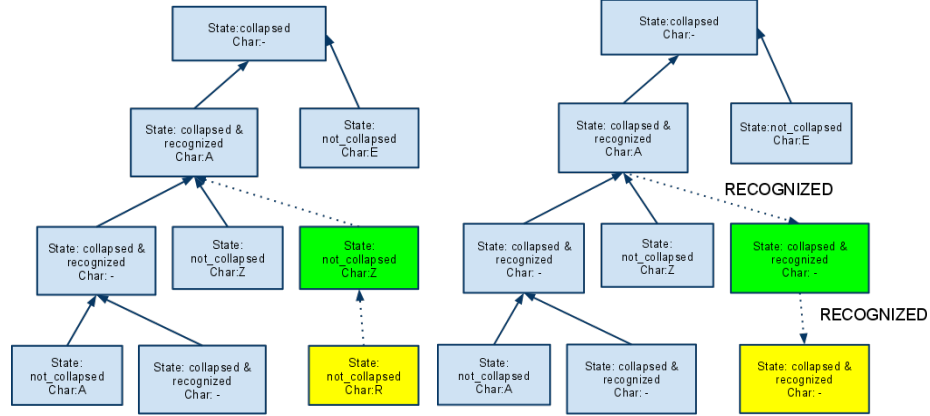 State:collapsed
Char:-
State: collapsed &
recognized
Char:A
State:
not_collapsed
Char:E
State: collapsed &
recognized
Char: -
State:
not_collapsed
Char:Z
State:
not_collapsed
Char:Z
State:
not_collapsed
Char:A
State: collapsed &
recognized
Char: -
State:
not_collapsed
Char:R
State:collapsed
Char:-
State: collapsed &
recognized
Char:A
State:not_collapsed
Char:E
RECOGNIZED
State: collapsed &
recognized
Char: -
State:
not_collapsed
Char:Z
State: collapsed &
recognized
Char: -
RECOGNIZED
State:
not_collapsed
Char:A
State: collapsed &
recognized
Char: -
State: collapsed &
recognized
Char: -